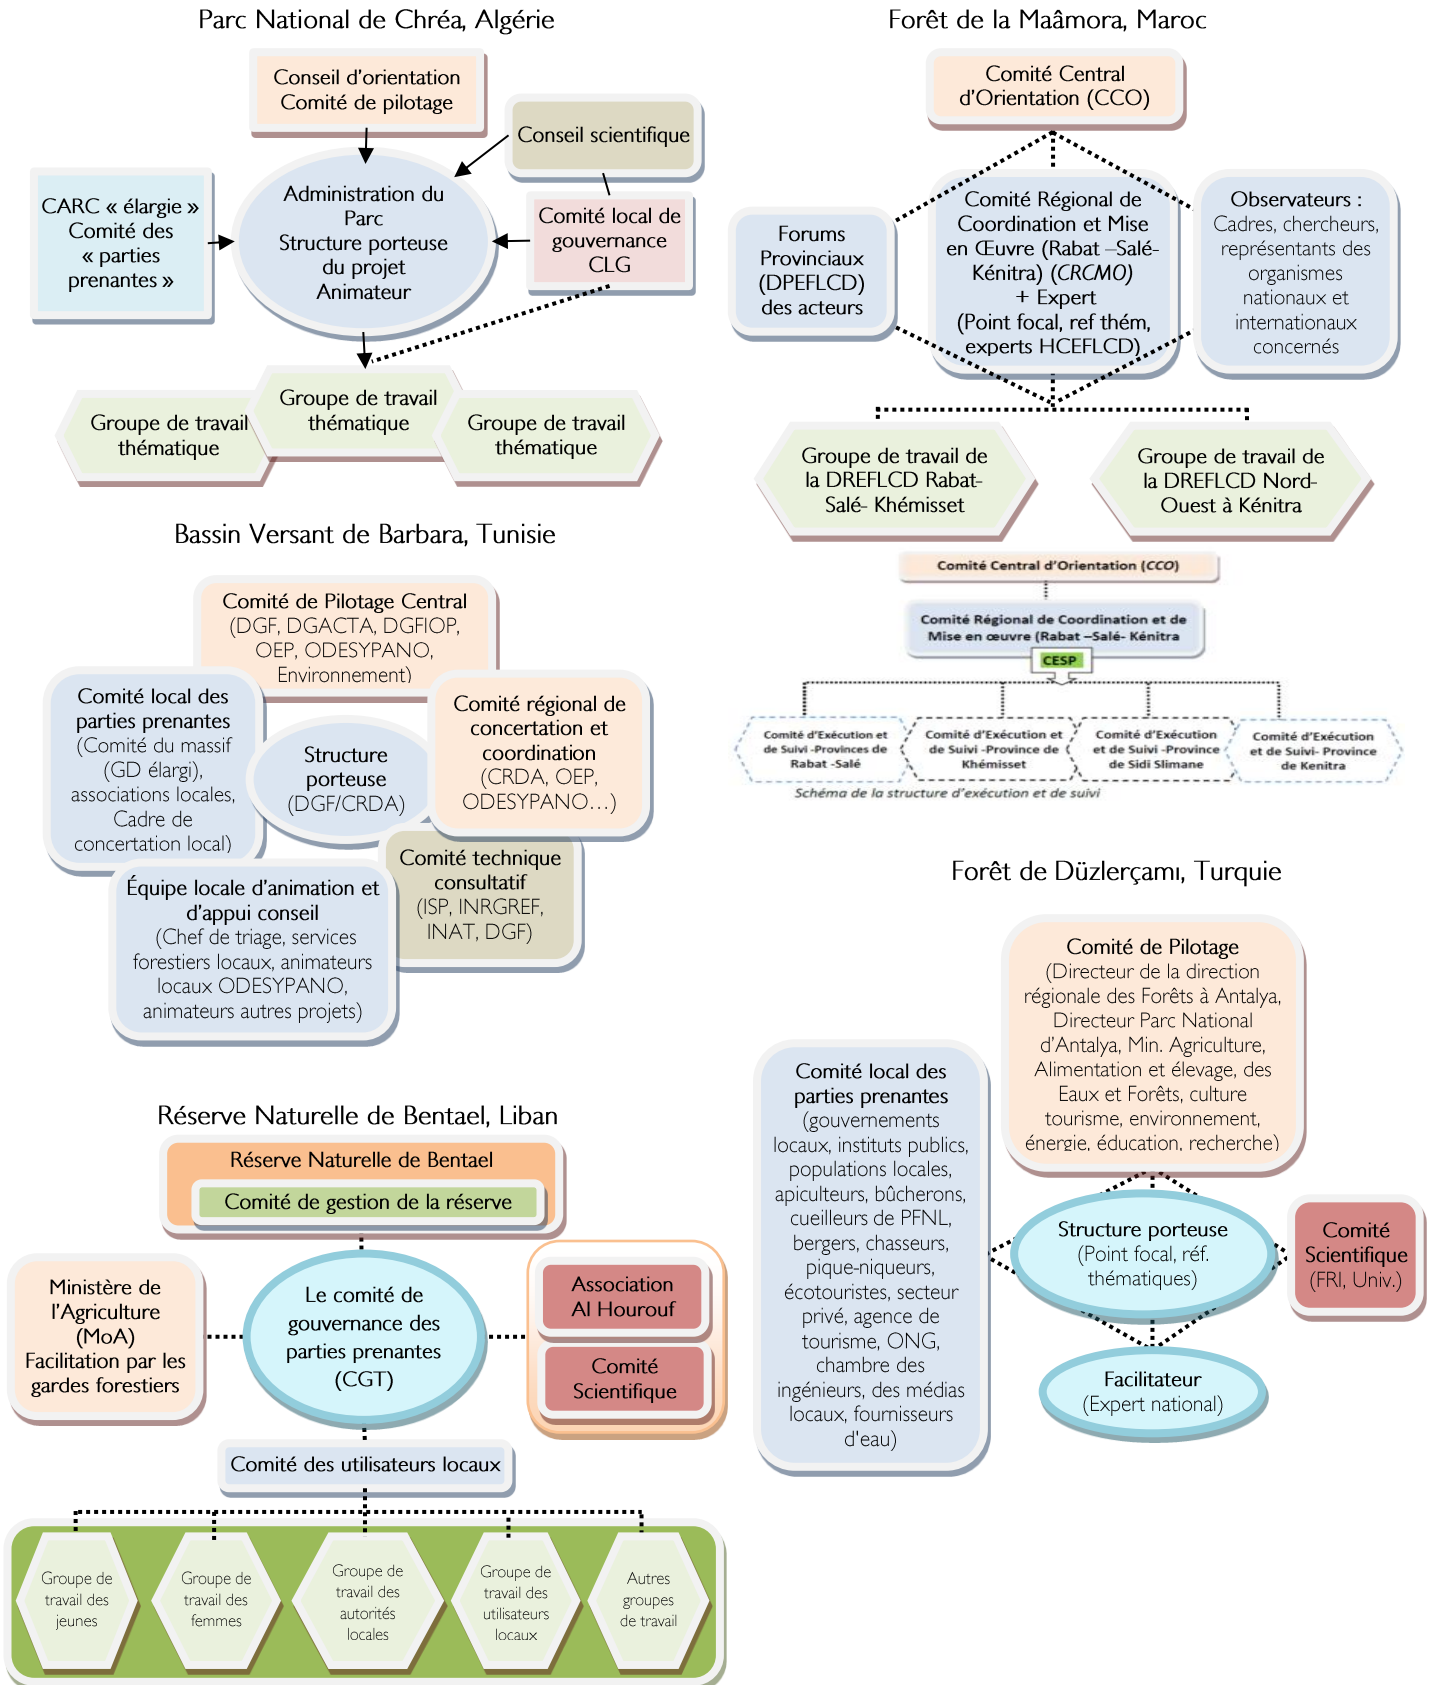 Parc National de Chréa, Algérie
Conseil d'orientation
Comité de pilotage
Conseil scientifique
CARC « élargie »
Comité des
« parties
prenantes »
Administration du
Parc
Structure porteuse
du projet
Animateur
Comité local de
gouvernance
CLG
Groupe de travail
thématique
Groupe de travail
thématique
Groupe de travail
thématique
Forêt de la Maâmora, Maroc
Comité Central
d'Orientation (CCO)
Forums
Provinciaux
(DPEFLCD)
des acteurs
Comité Régional de
Coordination et Mise
en Œuvre (Rabat –Salé-
Kénitra) (CRCMO)
+ Expert
(Point focal, ref thém,
experts HCEFLCD)
Observateurs :
Cadres, chercheurs,
représentants des
organismes
nationaux et
internationaux
concernés
Groupe de travail de
la DREFLCD Rabat-
Salé- Khémisset
Groupe de travail de
la DREFLCD Nord-
Ouest à Kénitra
Comité Central d'Orientation (CCO)
Comité Régional de Coordination et de
Mise en œuvre (Rabat –Salé- Kénitra
CESP
Comité d'Exécution et
de Suivi -Provinces de
Rabat -Salé
Comité d'Exécution et
de Suivi -Province de
Khémisset
Comité d'Exécution
et de Suivi -Province
de Sidi Slimane
Comité d'Exécution
et de Suivi- Province
de Kenitra
Schéma de la structure d'exécution et de suivi
Bassin Versant de Barbara, Tunisie
Comité de Pilotage Central
(DGF, DGACTA, DGFIOP,
OEP, ODESYPANO,
Environnement)
Comité local des
parties prenantes
(Comité du massif
(GD élargi),
associations locales,
Cadre de
concertation local)
Structure
porteuse
(DGF/CRDA)
Comité régional de
concertation et
coordination
(CRDA, OEP,
ODESYPANO…)
Comité technique
consultatif
(ISP, INRGREF,
INAT, DGF)
Équipe locale d'animation et
d'appui conseil
(Chef de triage, services
forestiers locaux, animateurs
locaux ODESYPANO,
animateurs autres projets)
Forêt de Düzlerçamı, Turquie
Comité de Pilotage
(Directeur de la direction
régionale des Forêts à Antalya,
Directeur Parc National
d'Antalya, Min. Agriculture,
Alimentation et élevage, des
Eaux et Forêts, culture
tourisme, environnement,
énergie, éducation, recherche)
Comité local des
parties prenantes
(gouvernements
locaux, instituts publics,
populations locales,
apiculteurs, bûcherons,
cueilleurs de PFNL,
bergers, chasseurs,
pique-niqueurs,
écotouristes, secteur
privé, agence de
tourisme, ONG,
chambre des
ingénieurs, des médias
locaux, fournisseurs
d'eau)
Structure porteuse
(Point focal, réf.
thématiques)
Comité
Scientifique
(FRI, Univ.)
Facilitateur
(Expert national)
Réserve Naturelle de Bentael, Liban
Réserve Naturelle de Bentael
Comité de gestion de la réserve
Ministère de
l'Agriculture
(MoA)
Facilitation par les
gardes forestiers
Le comité de
gouvernance des
parties prenantes
(CGT)
Association
Al Hourouf
Comité
Scientifique
Comité des utilisateurs locaux
Groupe de
travail des
jeunes
Groupe de
travail des
femmes
Groupe de
travail des
autorités
locales
Groupe de
travail des
utilisateurs
locaux
Autres
groupes
de travail